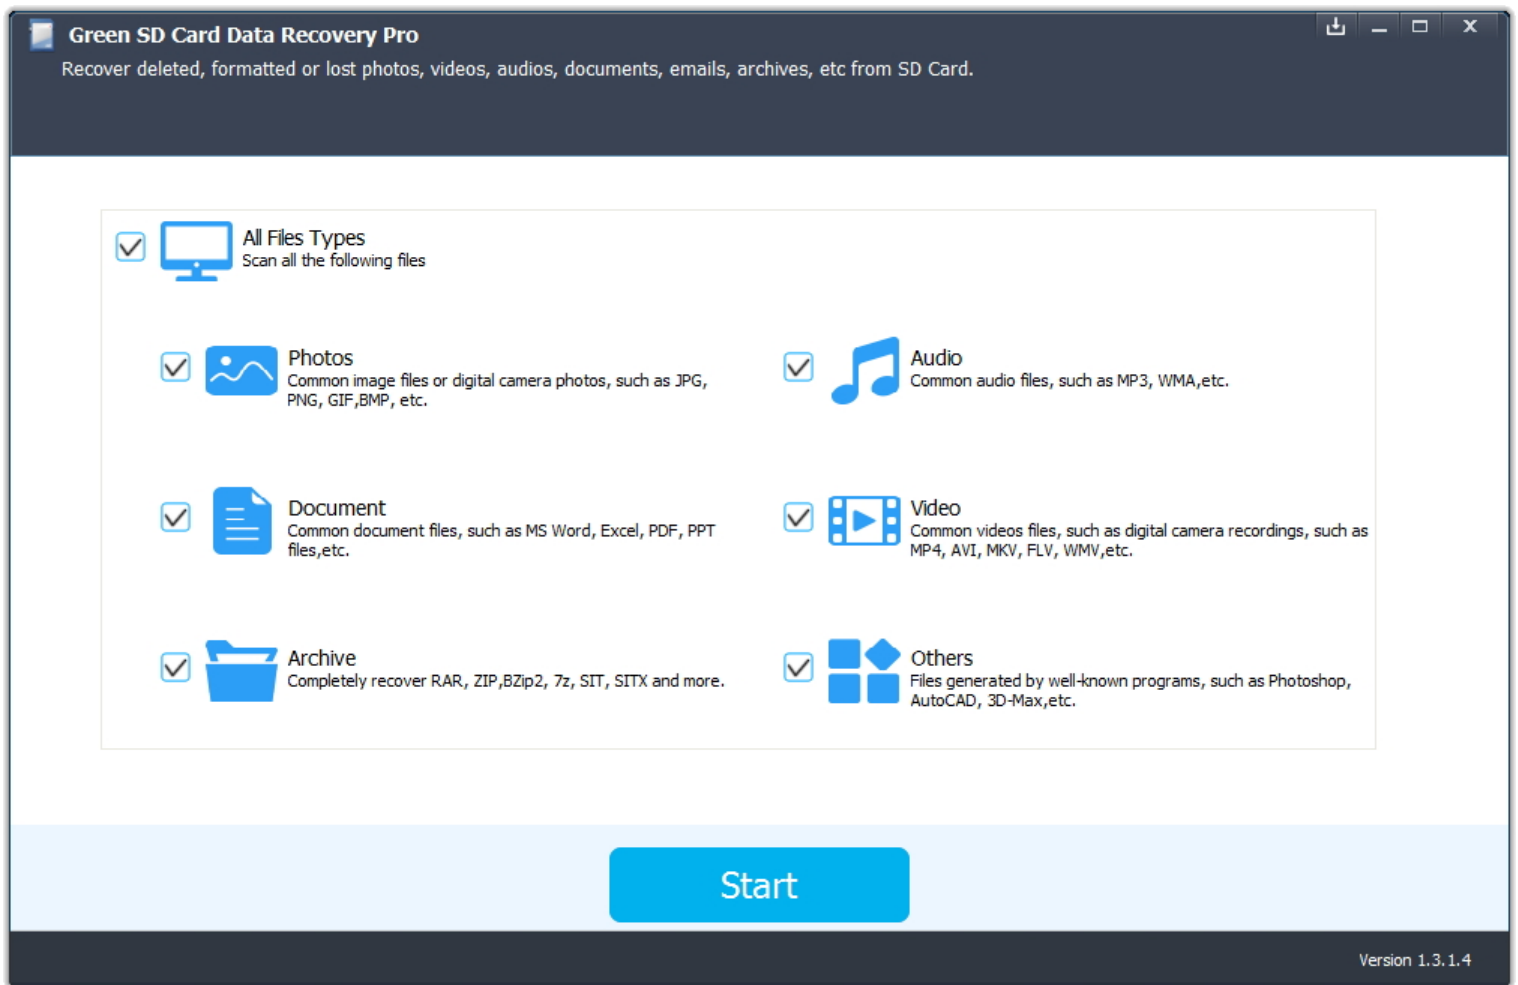 Green SD Card Data Recovery Pro
Recover deleted, formatted or lost photos, videos, audios, documents, emails, archives, etc from SD Card.
All Files Types
Scan all the following files
Photos
Common image files or digital camera photos, such as JPG,
PNG, GIF,BMP, etc.
Audio
Common audio files, such as MP3, WMA,etc.
Document
Common document files, such as MS Word, Excel, PDF, PPT
files,etc.
Video
Common videos files, such as digital camera recordings, such as
MP4, AVI, MKV, FLV, WMV,etc.
Archive
Completely recover RAR, ZIP,BZip2, 7z, SIT, SITX and more.
Others
Files generated by well-known programs, such as Photoshop,
AutoCAD, 3D-Max,etc.
Start
Version 1.3.1.4